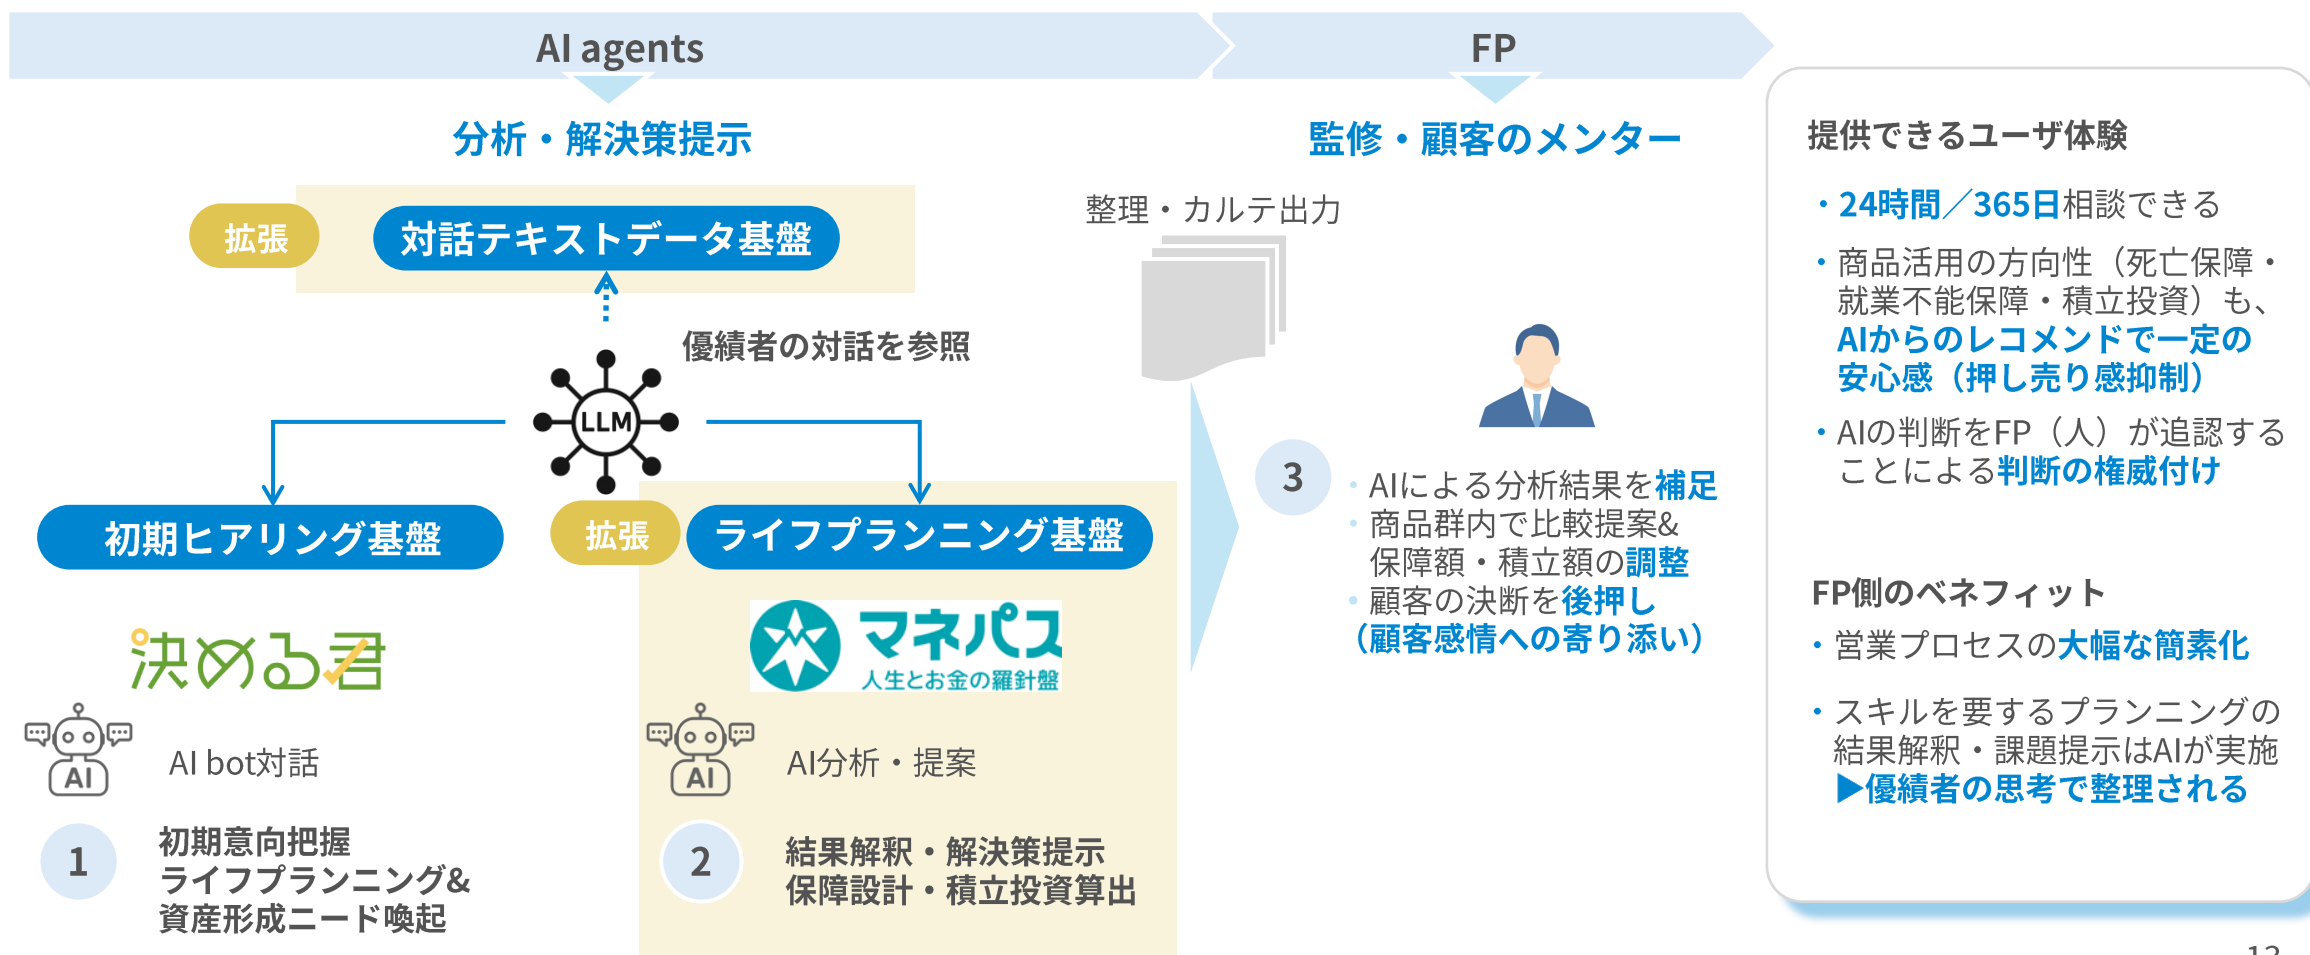 AI agents
FP
分析・解決策提示
監修・顧客のメンター
拡張
対話テキストデータ基盤
優績者の対話を参照
LLM
初期ヒアリング基盤
拡張
ライフプランニング基盤
決める君
マネパス
人生とお金の羅針盤
AI
AI bot対話
AI
AI分析・提案
1
初期意向把握
ライフプランニング&
資産形成ニード喚起
2
結果解釈・解決策提示
保障設計・積立投資算出
整理・カルテ出力
3
・AIによる分析結果を補足
・商品群内で比較提案&
保障額・積立額の調整
・顧客の決断を後押し
（顧客感情への寄り添い）
提供できるユーザ体験
・24時間／365日相談できる
・商品活用の方向性（死亡保障・
就業不能保障・積立投資）も、
AIからのレコメンドで一定の
安心感（押し売り感抑制）
・AIの判断をFP（人）が追認する
ことによる判断の権威付け
FP側のベネフィット
・営業プロセスの大幅な簡素化
・スキルを要するプランニングの
結果解釈・課題提示はAIが実施
▶優績者の思考で整理される